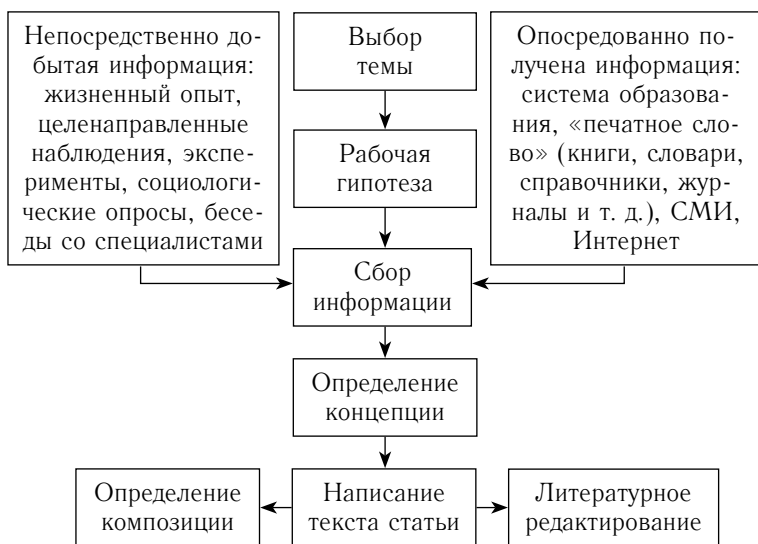 Непосредственно до-
бытая информация:
жизненный опыт,
целенаправленные
наблюдения, экспе-
рименты, социологи-
ческие опросы, бесе-
ды со специалистами
Выбор
темы
Опосредованно по-
лучена информация:
система образова-
ния, «печатное сло-
во» (книги, словари,
справочники, жур-
налы и т. д.), СМИ,
Интернет
Рабочая
гипотеза
Сбор
информации
Определение
концепции
Определение
композиции
Написание
текста статьи
Литературное
редактирование